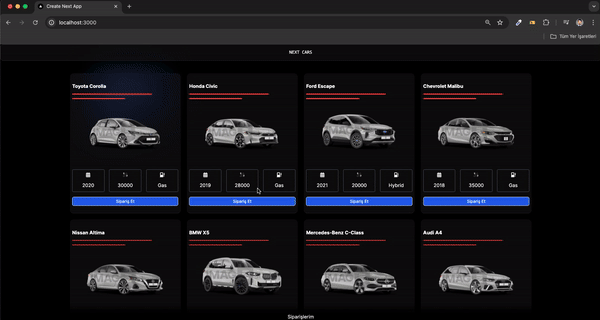 Create Next App
localhost:3000
Tüm Yer İşaretleri
NEXT CARS
Toyota Corolla
Honda Civic
Ford Escape
Chevrolet Malibu
2020
30000
Gas
2019
28000
Gas
2021
20000
Hybrid
2018
35000
Gas
Sipariş Et
Sipariş Et
Sipariş Et
Sipariş Et
Nissan Altima
BMW X5
Mercedes-Benz C-Class
Audi A4
Siparişlerim